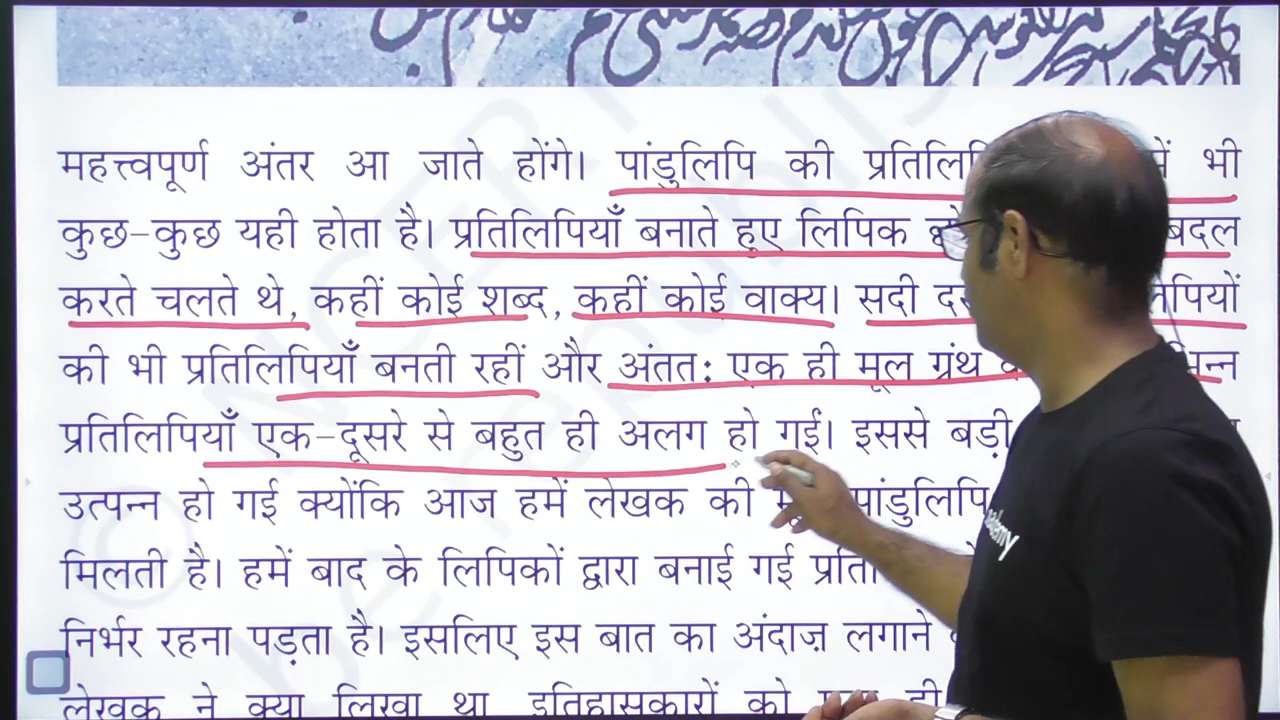 महत्त्वपूर्ण अंतर आ जाते होंगे। पांडुलिपि की भी
कुछ-कुछ यही होता है। प्रतिलिपियाँ बनाते हुए लिपिक बदल
करते चलते थे, कहीं कोई शब्द, कहीं कोई वाक्य। सदी
की भी प्रतिलिपियाँ बनती रहीं और अंतत: एक ही मूल ग्रंथ
प्रतिलिपियाँ एक-दूसरे से बहुत ही अलग हो गईं। इससे बड़ी
उत्पन्न हो गई क्योंकि आज हमें लेखक की पांडुलिपि
मिलती है। हमें बाद के लिपिकों द्वारा बनाई गई
निर्भर रहना पड़ता है। इसलिए इस बात का अंदाज़ लगाने
लेखक ने क्या लिखा था इतिहासकारों को